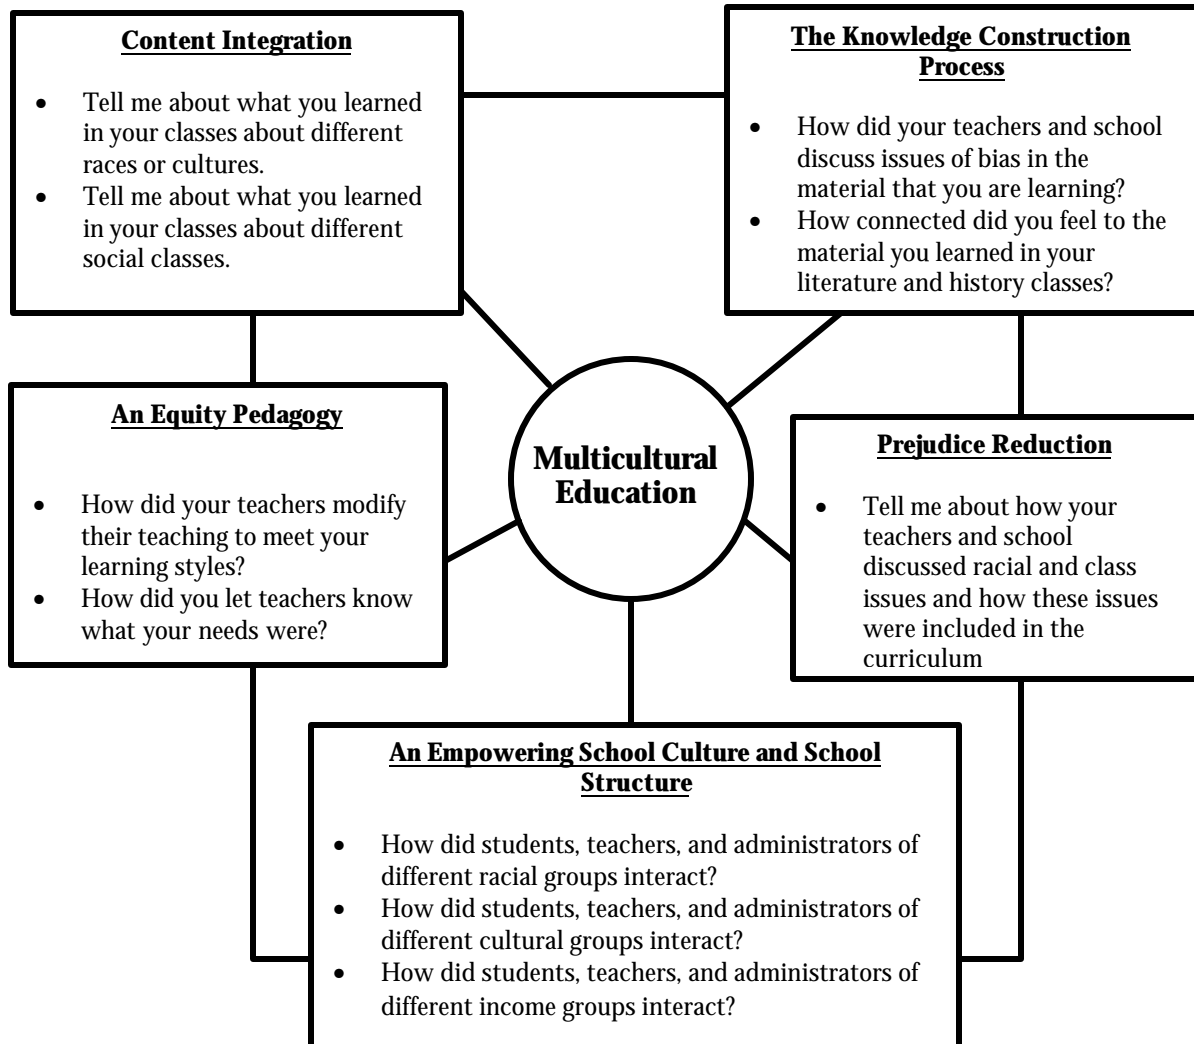 Content Integration
• Tell me about what you learned
in your classes about different
races or cultures.
• Tell me about what you learned
in your classes about different
social classes.
The Knowledge Construction
Process
• How did your teachers and school
discuss issues of bias in the
material that you are learning?
• How connected did you feel to the
material you learned in your
literature and history classes?
An Equity Pedagogy
• How did your teachers modify
their teaching to meet your
learning styles?
• How did you let teachers know
what your needs were?
Multicultural
Education
Prejudice Reduction
• Tell me about how your
teachers and school
discussed racial and class
issues and how these issues
were included in the
curriculum
An Empowering School Culture and School
Structure
• How did students, teachers, and administrators of
different racial groups interact?
• How did students, teachers, and administrators of
different cultural groups interact?
• How did students, teachers, and administrators of
different income groups interact?